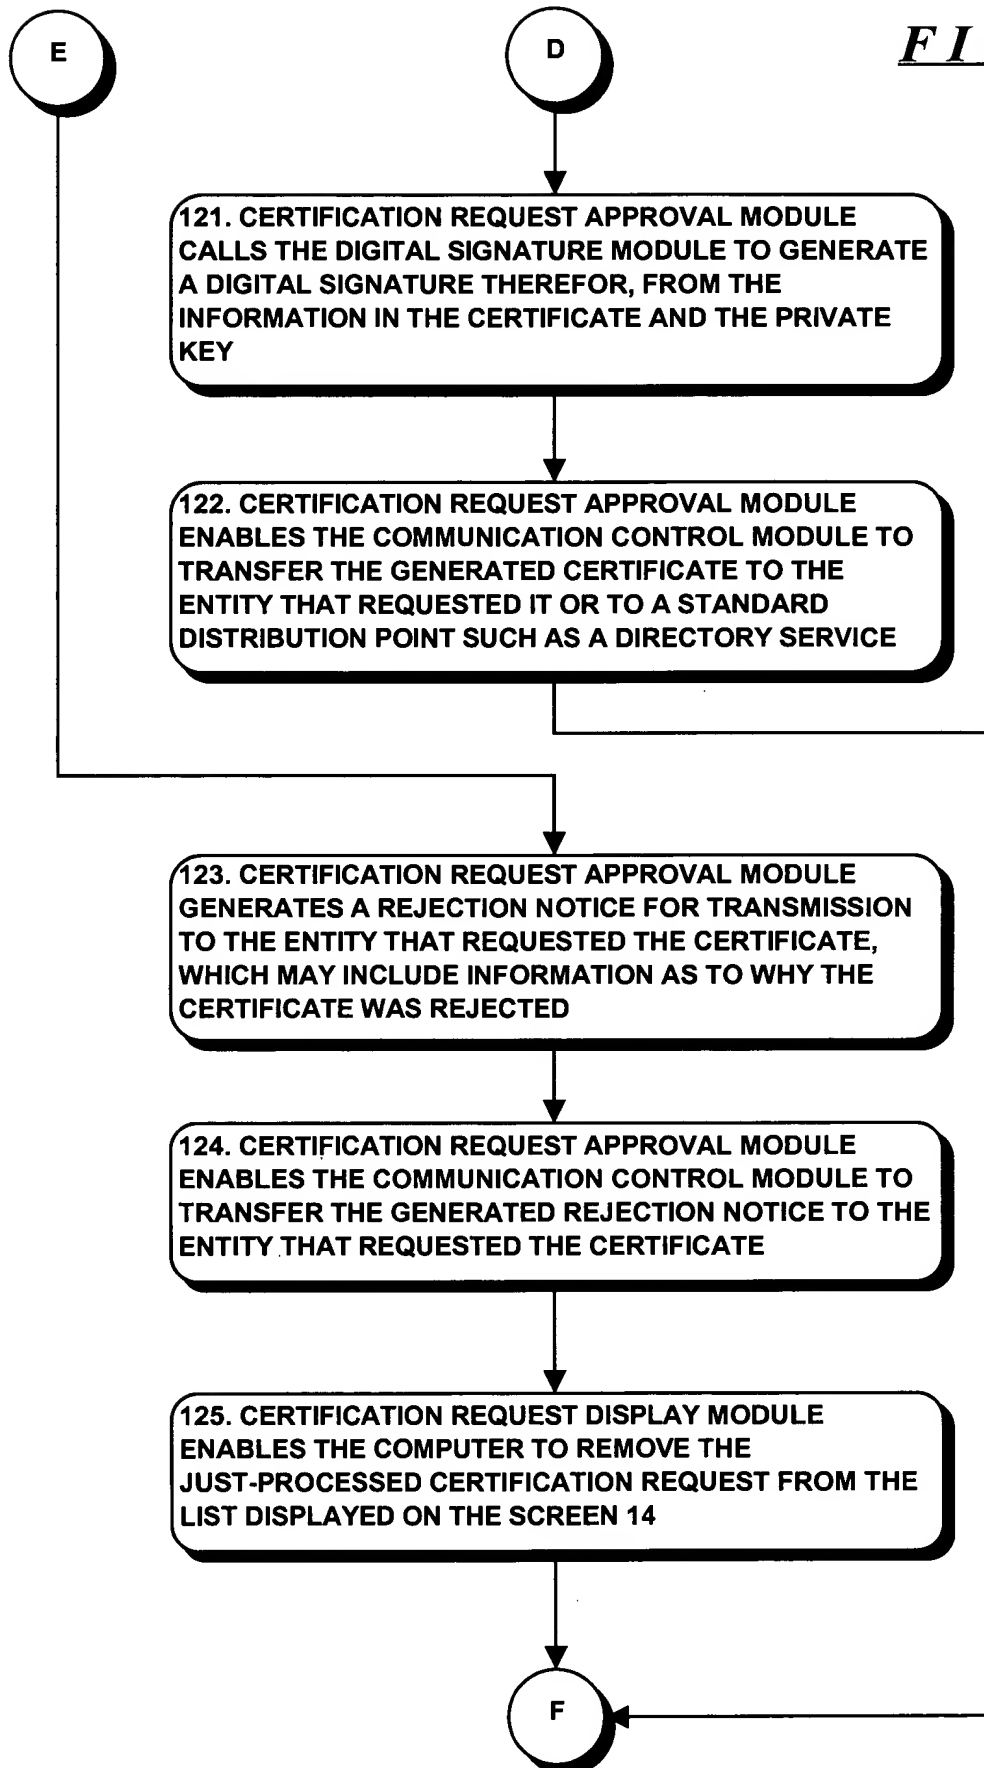 E
D
F I
121. CERTIFICATION REQUEST APPROVAL MODULE
CALLS THE DIGITAL SIGNATURE MODULE TO GENERATE
A DIGITAL SIGNATURE THEREFOR, FROM THE
INFORMATION IN THE CERTIFICATE AND THE PRIVATE
KEY
122. CERTIFICATION REQUEST APPROVAL MODULE
ENABLES THE COMMUNICATION CONTROL MODULE TO
TRANSFER THE GENERATED CERTIFICATE TO THE
ENTITY THAT REQUESTED IT OR TO A STANDARD
DISTRIBUTION POINT SUCH AS A DIRECTORY SERVICE
123. CERTIFICATION REQUEST APPROVAL MODULE
GENERATES A REJECTION NOTICE FOR TRANSMISSION
TO THE ENTITY THAT REQUESTED THE CERTIFICATE,
WHICH MAY INCLUDE INFORMATION AS TO WHY THE
CERTIFICATE WAS REJECTED
124. CERTIFICATION REQUEST APPROVAL MODULE
ENABLES THE COMMUNICATION CONTROL MODULE TO
TRANSFER THE GENERATED REJECTION NOTICE TO THE
ENTITY THAT REQUESTED THE CERTIFICATE
125. CERTIFICATION REQUEST DISPLAY MODULE
ENABLES THE COMPUTER TO REMOVE THE
JUST-PROCESSED CERTIFICATION REQUEST FROM THE
LIST DISPLAYED ON THE SCREEN 14
F